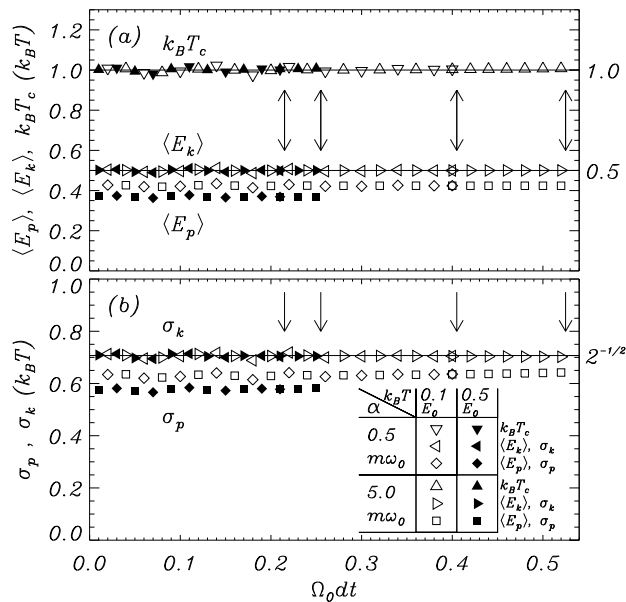 (a)
k_BT_c
⟨E_k⟩
⟨E_p⟩
⟨E_p⟩, ⟨E_k⟩, k_BT_c (k_BT)
1.2
1.0
0.8
0.6
0.4
0.2
0.0
1.0
0.5
(b)
σ_k
σ_p
σ_p , σ_k (k_BT)
1.0
0.8
0.6
0.4
0.2
0.0
2^{-1/2}
k_BT 0.1 0.5
α E_0 E_0
0.5 k_BT_c
⟨E_k⟩, σ_k
mω_0 ⟨E_p⟩, σ_p
5.0 k_BT_c
⟨E_k⟩, σ_k
mω_0 ⟨E_p⟩, σ_p
0.0 0.1 0.2 0.3 0.4 0.5
Ω_0dt